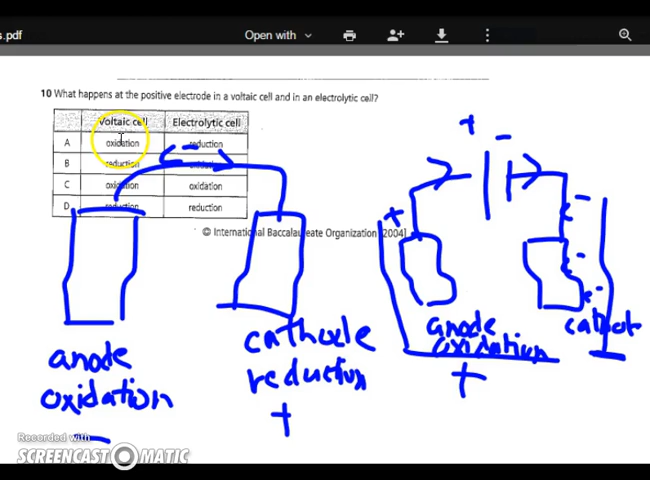 s.pdf
Open with
10 What happens at the positive electrode in a voltaic cell and in an electrolytic cell?
Voltaic cell Electrolytic cell
A oxidation reduction
B reduction oxidation
C oxidation oxidation
D reduction reduction
© International Baccalaureate Organization [2004]
+ -
-
+
-
-
-
anode
oxidation
-
cathode
reduction
+
anode
oxidation
+
Recorded with
SCREENCAST-O-MATIC